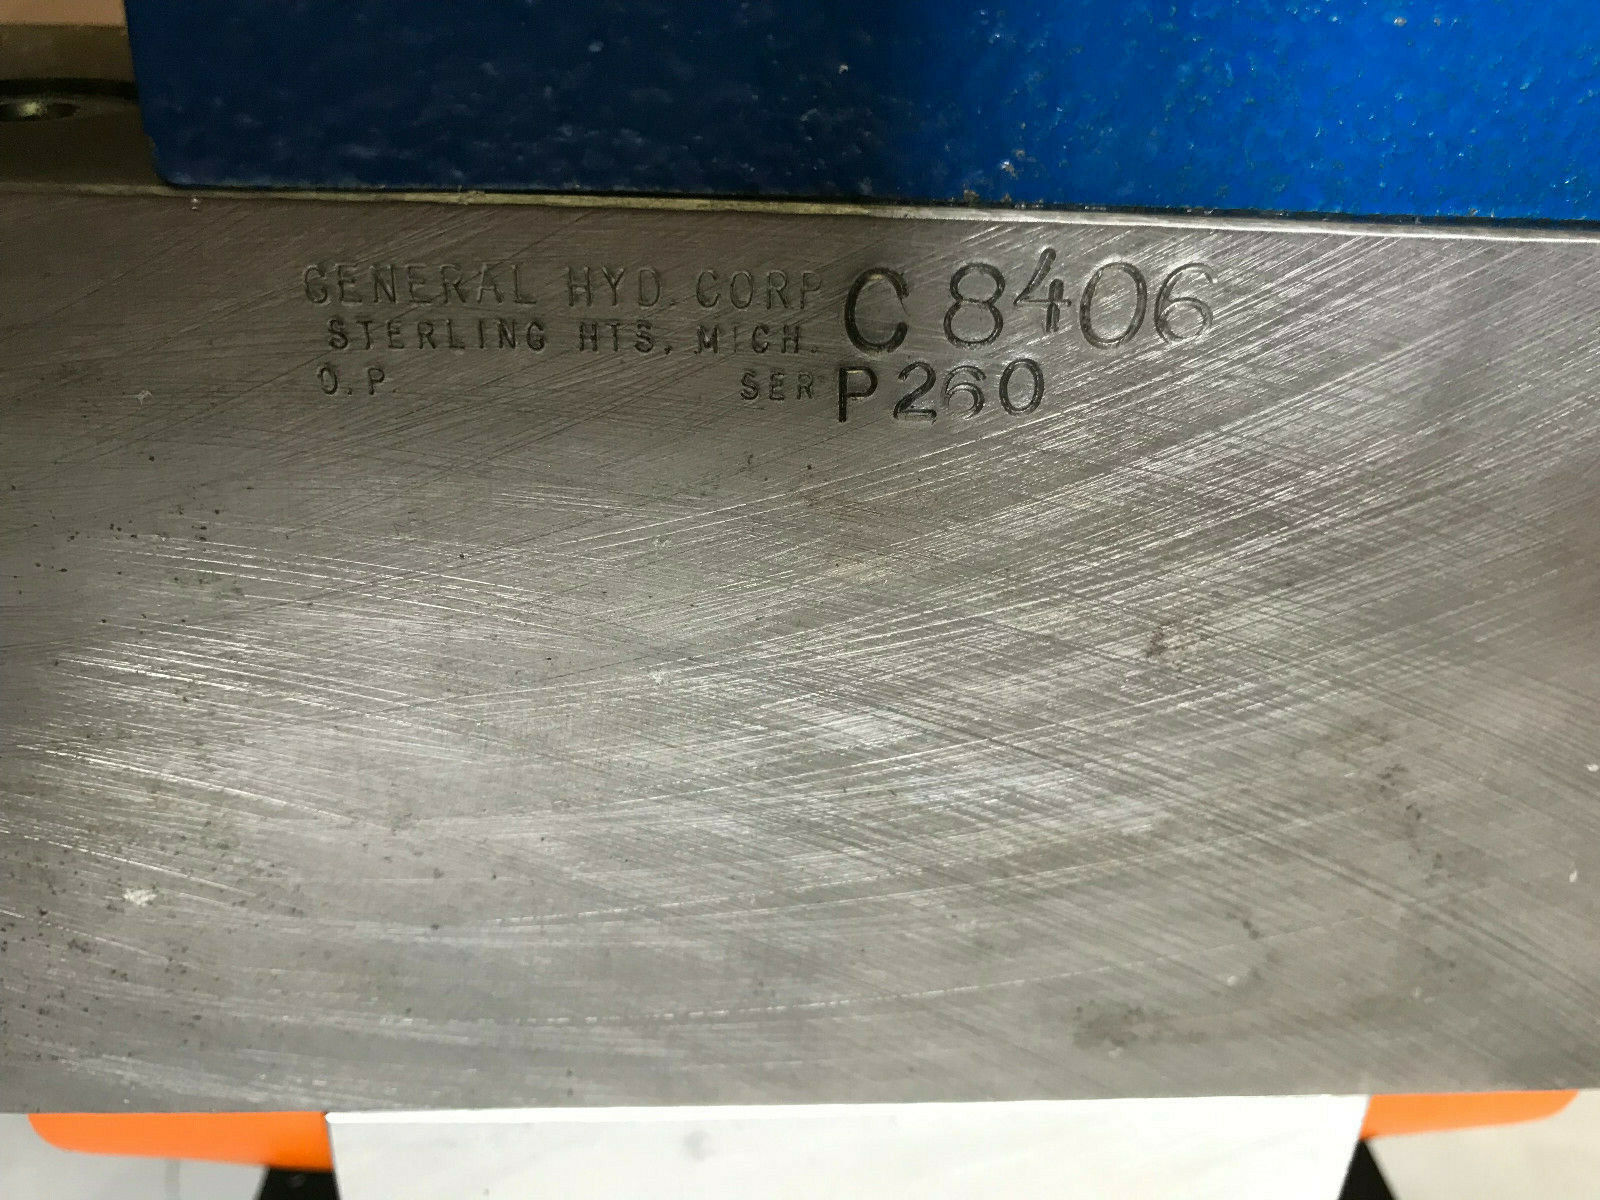 GENERAL HYD. CORP C 8406
STERLING HTS. MICH.
O.P. SER P260